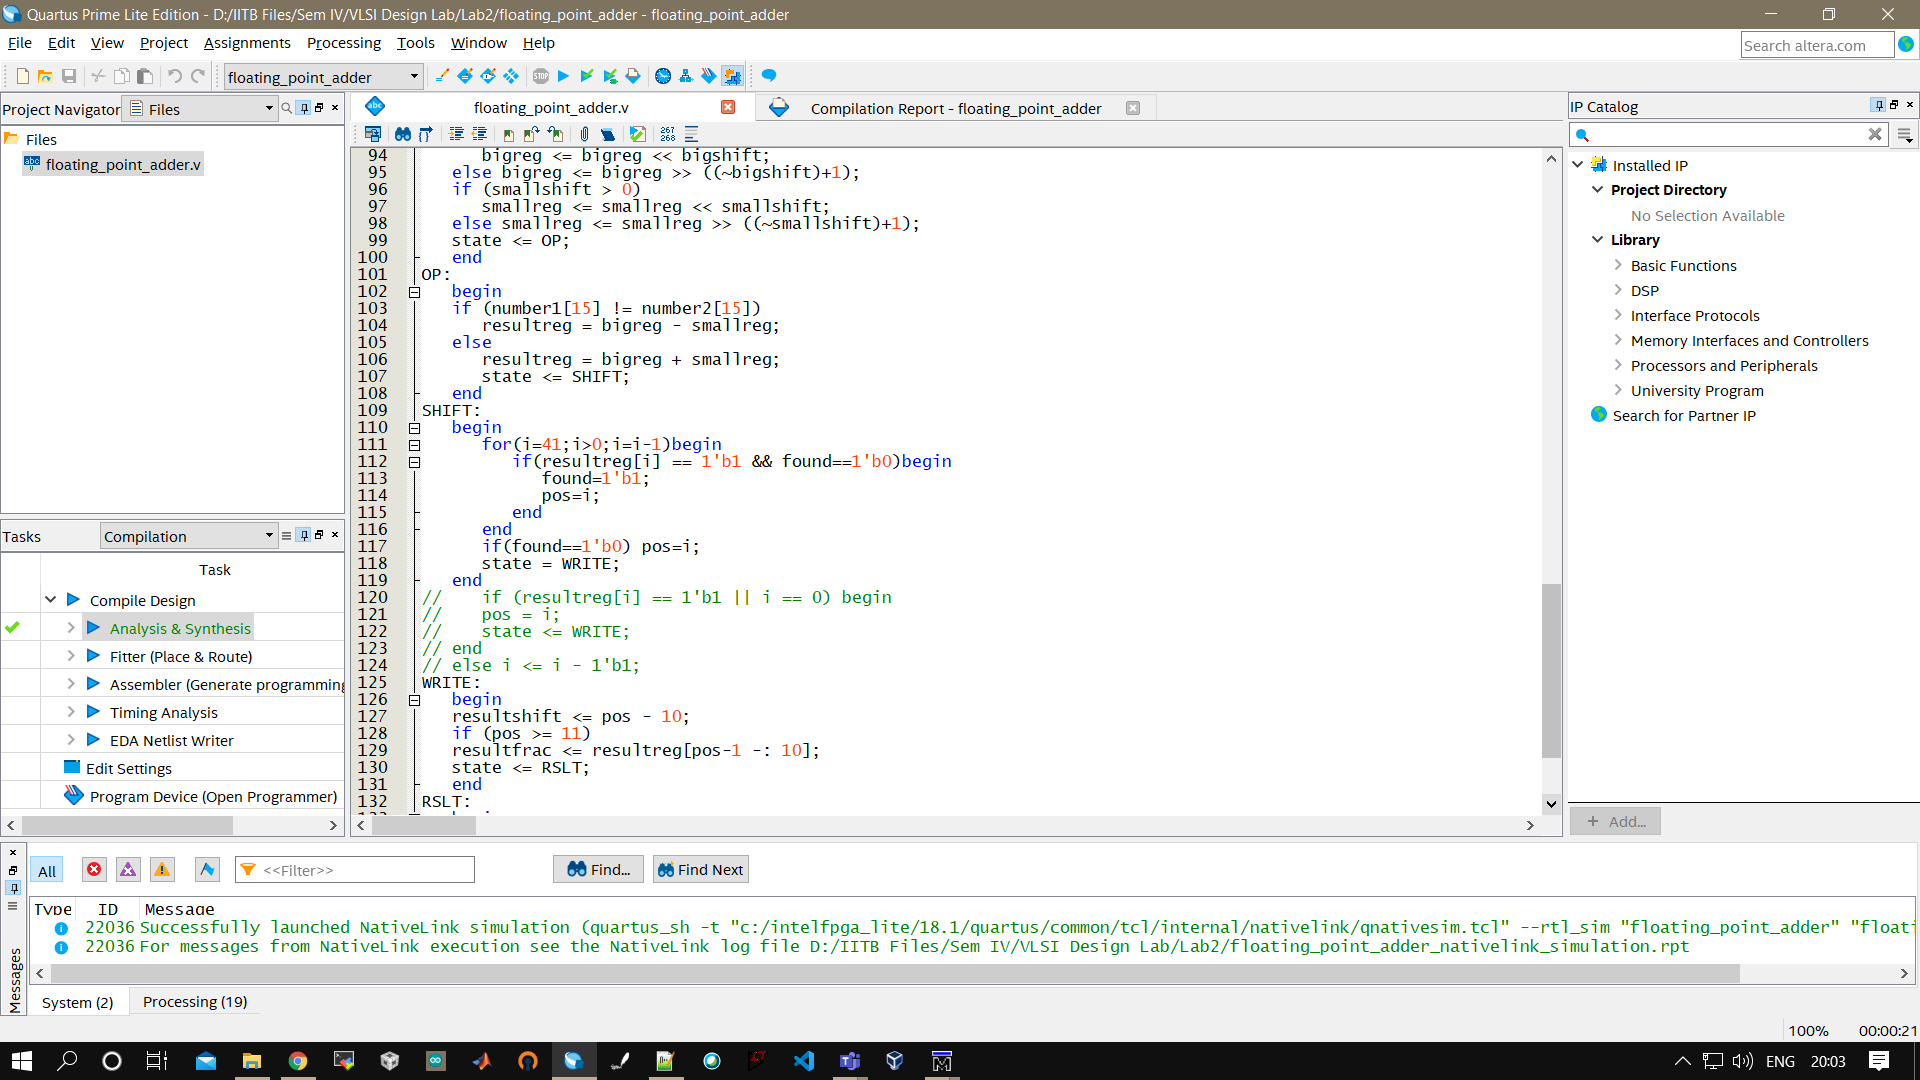 Quartus Prime Lite Edition - D:/IITB Files/Sem IV/VLSI Design Lab/Lab2/floating_point_adder - floating_point_adder
File Edit View Project Assignments Processing Tools Window Help
Search altera.com
floating_point_adder
Project Navigator Files
Files
floating_point_adder.v
floating_point_adder.v
Compilation Report - floating_point_adder
94 bigreg <= bigreg << bigshift;
95 else bigreg <= bigreg >> ((~bigshift)+1);
96 if (smallshift > 0)
97 smallreg <= smallreg << smallshift;
98 else smallreg <= smallreg >> ((~smallshift)+1);
99 state <= OP;
100 end
101 OP:
102 begin
103 if (number1[15] != number2[15])
104 resultreg = bigreg - smallreg;
105 else
106 resultreg = bigreg + smallreg;
107 state <= SHIFT;
108 end
109 SHIFT:
110 begin
111 for(i=41;i>0;i=i-1)begin
112 if(resultreg[i] == 1'b1 && found==1'b0)begin
113 found=1'b1;
114 pos=i;
115 end
116 end
117 if(found==1'b0) pos=i;
118 state = WRITE;
119 end
120 // if (resultreg[i] == 1'b1 || i == 0) begin
121 // pos = i;
122 // state <= WRITE;
123 // end
124 // else i <= i - 1'b1;
125 WRITE:
126 begin
127 resultshift <= pos - 10;
128 if (pos >= 11)
129 resultfrac <= resultreg[pos-1 -: 10];
130 state <= RSLT;
131 end
132 RSLT:
IP Catalog
Installed IP
Project Directory
No Selection Available
Library
Basic Functions
DSP
Interface Protocols
Memory Interfaces and Controllers
Processors and Peripherals
University Program
Search for Partner IP
+ Add...
Tasks Compilation
Task
Compile Design
Analysis & Synthesis
Fitter (Place & Route)
Assembler (Generate programming
Timing Analysis
EDA Netlist Writer
Edit Settings
Program Device (Open Programmer)
All <<Filter>> Find... Find Next
Type ID Message
22036 Successfully launched NativeLink simulation (quartus_sh -t "c:/intelfpga_lite/18.1/quartus/common/tcl/internal/nativelink/qnativesim.tcl" --rtl_sim "floating_point_adder" "floati
22036 For messages from NativeLink execution see the NativeLink log file D:/IITB Files/Sem IV/VLSI Design Lab/Lab2/floating_point_adder_nativelink_simulation.rpt
Messages
System (2) Processing (19)
100% 00:00:21
ENG 20:03